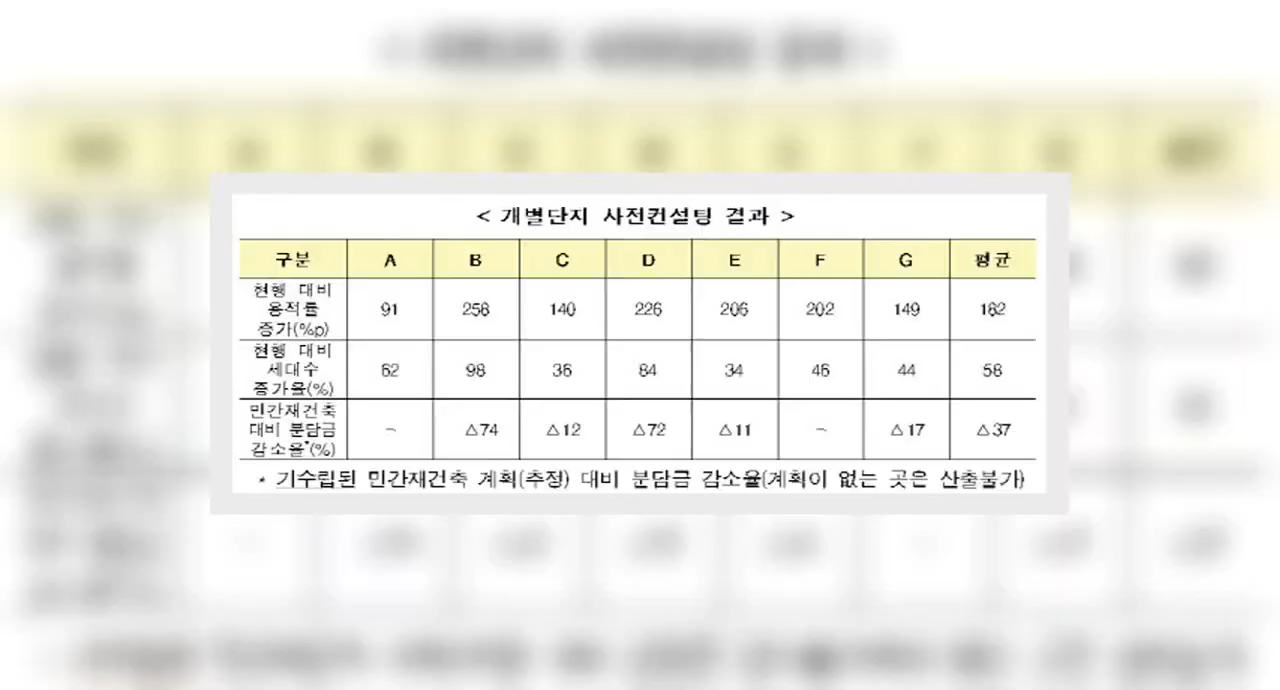 < 개별단지 사전컨설팅 결과 >
구분 A B C D E F G 평균
현행 대비
용적률
증가(%p) 91 258 140 226 206 202 149 182
현행 대비
세대수
증가율(%) 62 98 36 84 34 46 44 58
민간재건축
대비 분담금
감소율*(%) - △74 △12 △72 △11 - △17 △37
* 기수립된 민간재건축 계획(추정) 대비 분담금 감소율(계획이 없는 곳은 산출불가)